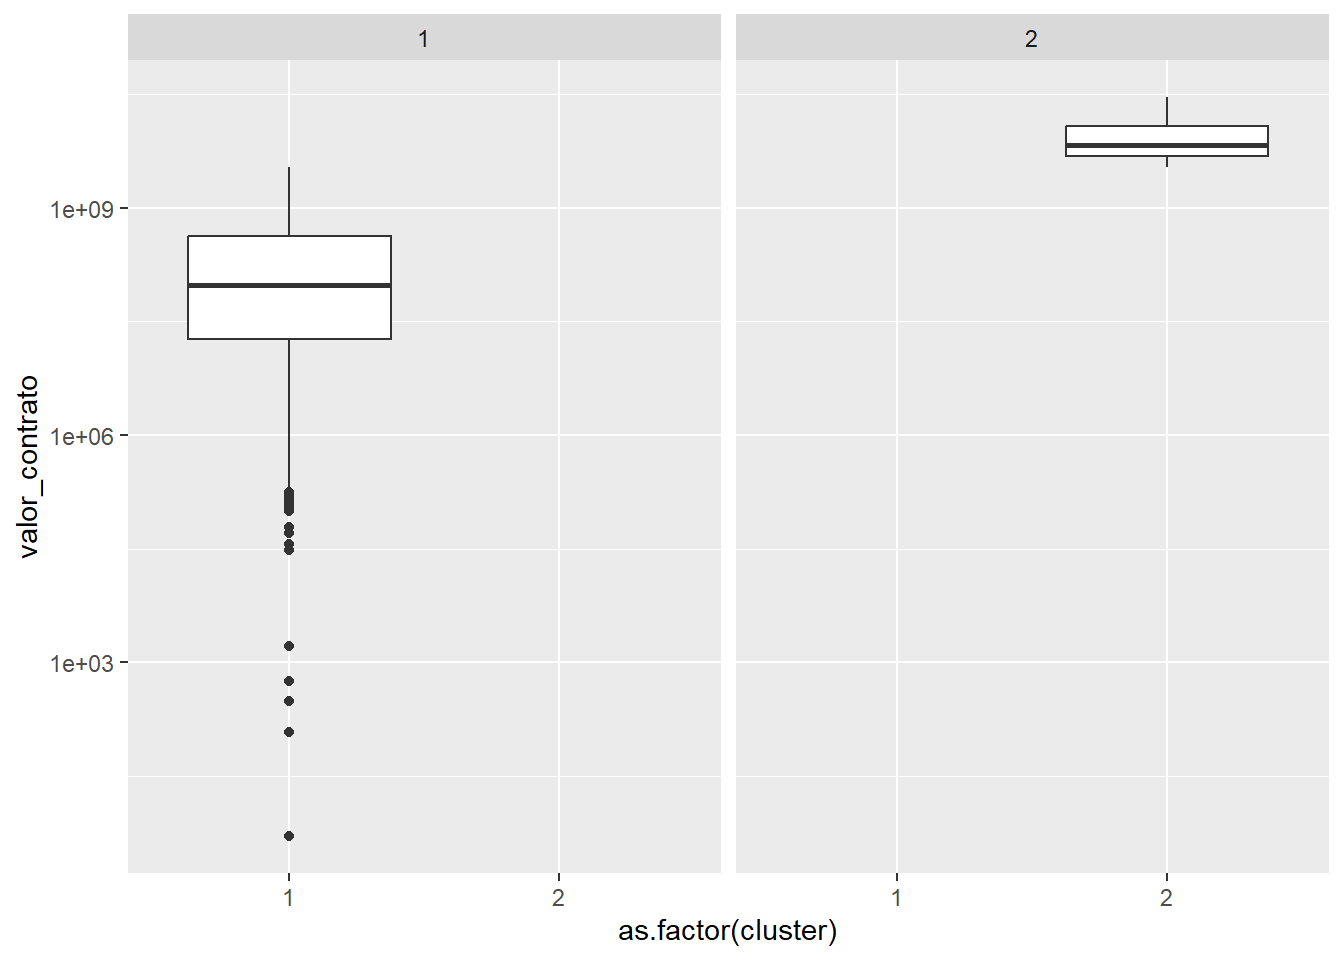 1
2
valor_contrato
1e+09
1e+06
1e+03
1
2
1
2
as.factor(cluster)